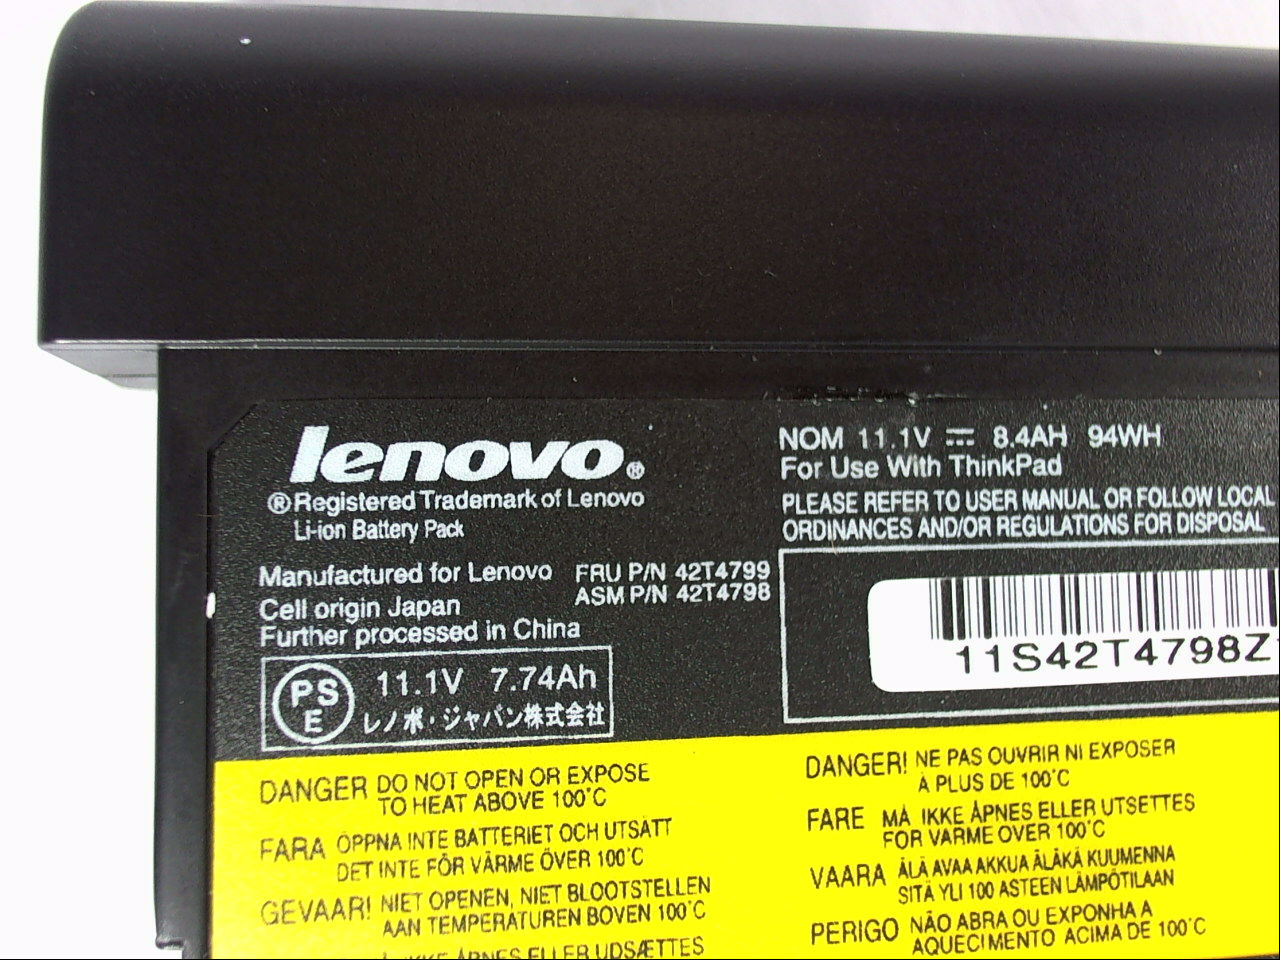 lenovo®
®Registered Trademark of Lenovo
Li-ion Battery Pack
Manufactured for Lenovo
FRU P/N 42T4799
ASM P/N 42T4798
Cell origin Japan
Further processed in China
PSE
11.1V 7.74Ah
レノボ・ジャパン株式会社
NOM 11.1V ⎓ 8.4AH 94WH
For Use With ThinkPad
PLEASE REFER TO USER MANUAL OR FOLLOW LOCAL
ORDINANCES AND/OR REGULATIONS FOR DISPOSAL
11S42T4798Z
DANGER DO NOT OPEN OR EXPOSE
TO HEAT ABOVE 100°C
FARA ÖPPNA INTE BATTERIET OCH UTSÄTT
DET INTE FÖR VÄRME ÖVER 100°C
GEVAAR! NIET OPENEN, NIET BLOOTSTELLEN
AAN TEMPERATUREN BOVEN 100°C
IKKE ÅPNES ELLER UDSÆTTES
DANGER! NE PAS OUVRIR NI EXPOSER
À PLUS DE 100°C
FARE MÅ IKKE ÅPNES ELLER UTSETTES
FOR VARME OVER 100°C
VAARA ÄLÄ AVAA AKKUA ÄLÄKÄ KUUMENNA
SITÄ YLI 100 ASTEEN LÄMPÖTILAAN
PERIGO NÃO ABRA OU EXPONHA A
AQUECIMENTO ACIMA DE 100°C